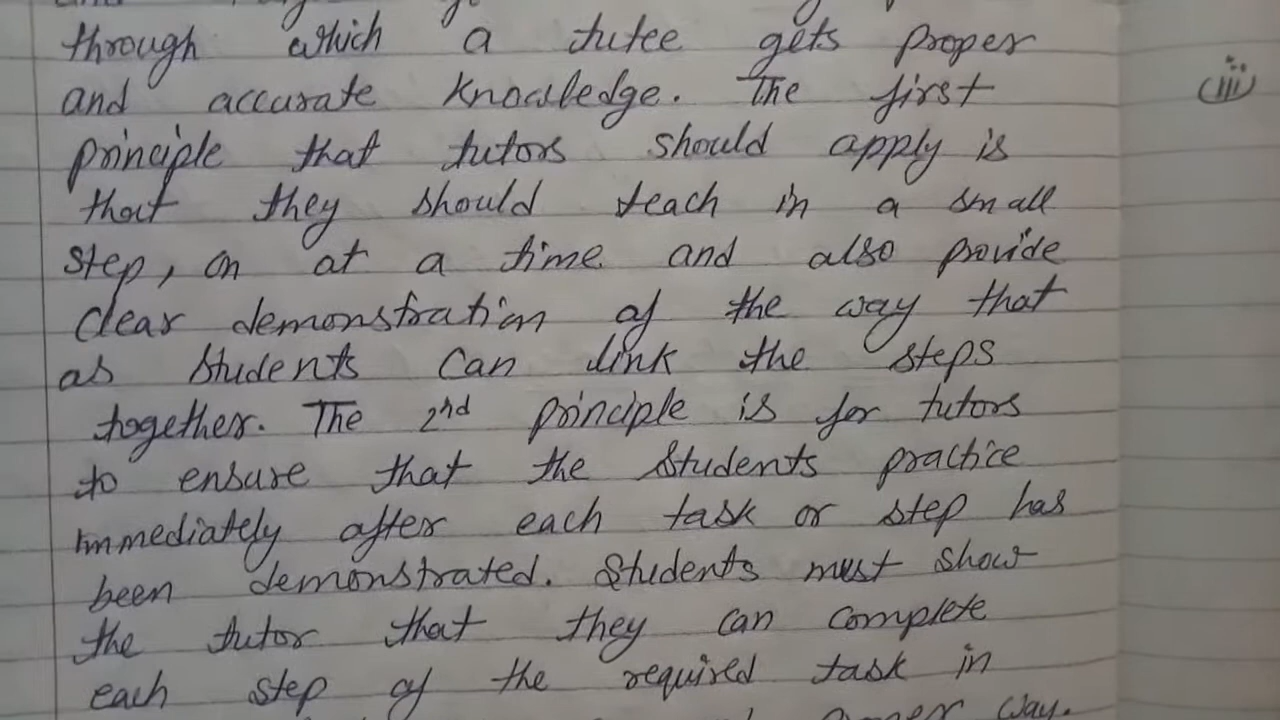 through which a tutee gets proper
and accurate knowledge. The first
principle that tutors should apply is
that they should teach in a small
step, on at a time and also provide
clear demonstration of the way that
as students can link the steps
together. The 2nd principle is for tutors
to ensure that the students practice
immediately after each task or step has
been demonstrated. Students must show
the tutor that they can complete
each step of the required task in
way.